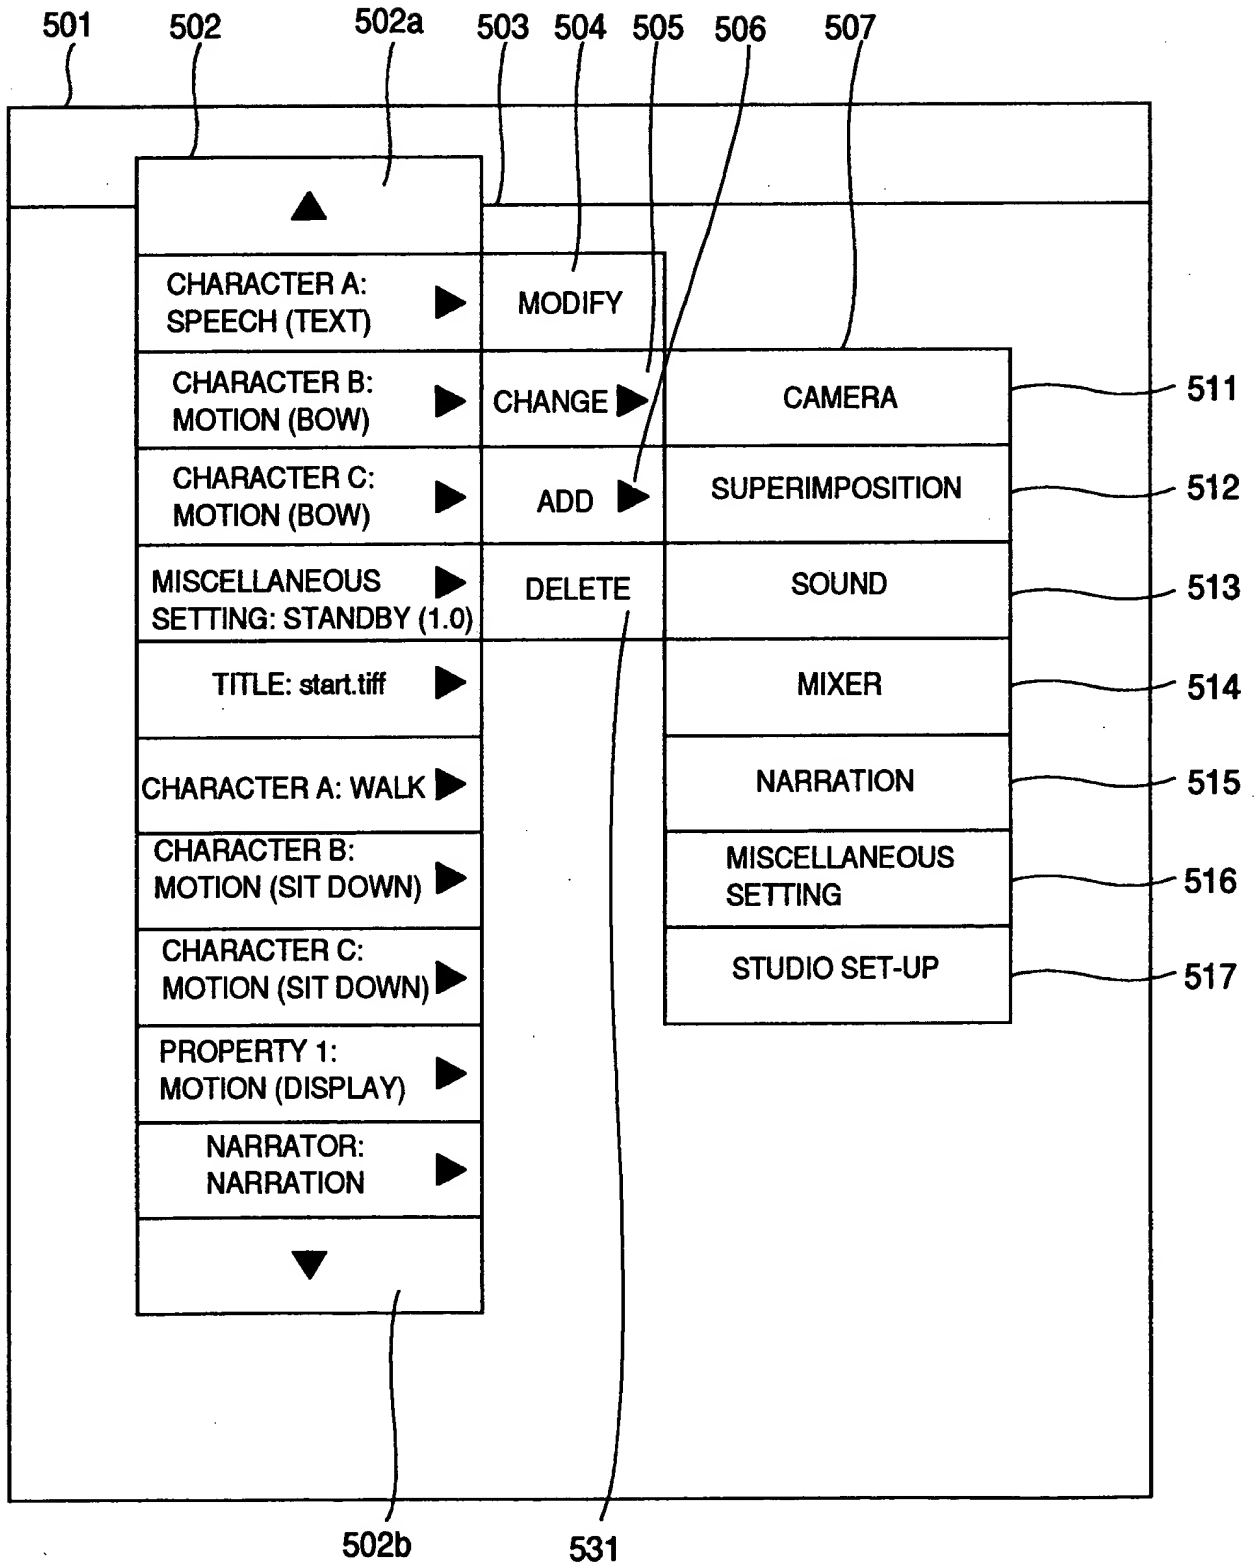 501 502 502a 503 504 505 506 507
CHARACTER A:
SPEECH (TEXT)
MODIFY
CHARACTER B:
MOTION (BOW)
CHANGE
CAMERA
511
CHARACTER C:
MOTION (BOW)
ADD
SUPERIMPOSITION
512
MISCELLANEOUS
SETTING: STANDBY (1.0)
DELETE
SOUND
513
TITLE: start.tiff
MIXER
514
CHARACTER A: WALK
NARRATION
515
CHARACTER B:
MOTION (SIT DOWN)
MISCELLANEOUS
SETTING
516
CHARACTER C:
MOTION (SIT DOWN)
STUDIO SET-UP
517
PROPERTY 1:
MOTION (DISPLAY)
NARRATOR:
NARRATION
502b 531